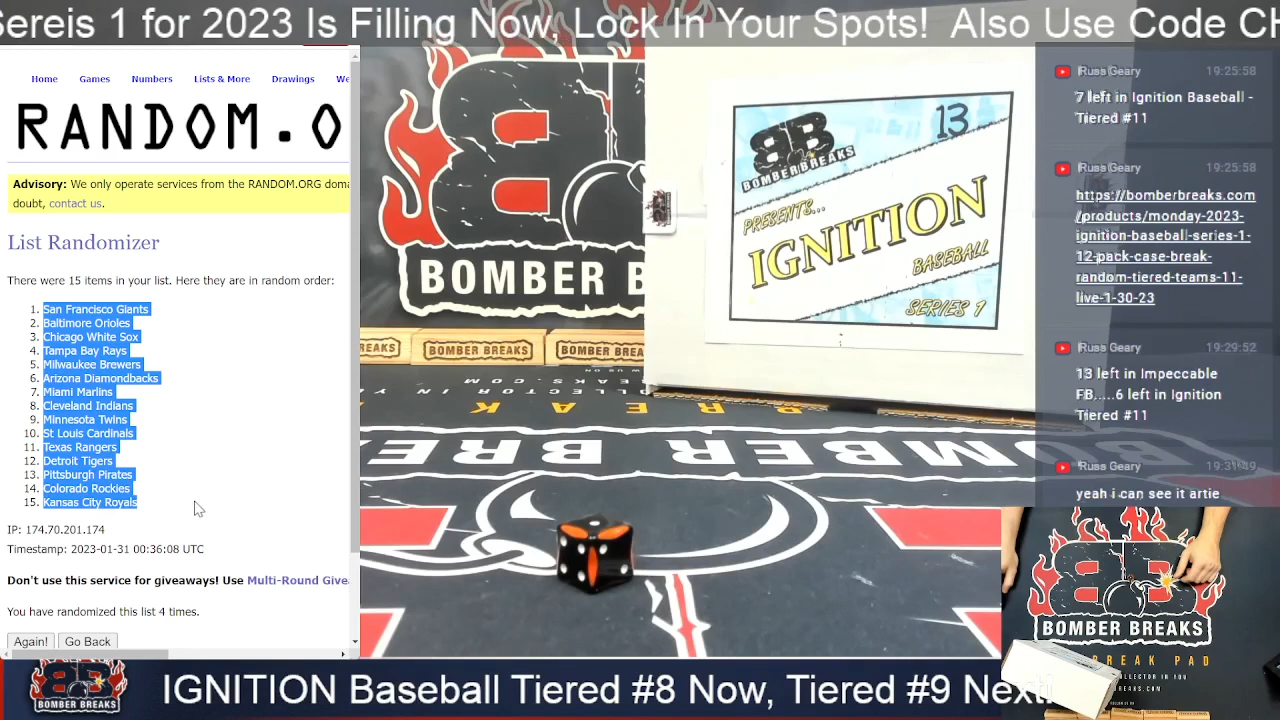 Sereis 1 for 2023 Is Filling Now, Lock In Your Spots!  Also Use Code
Home Games Numbers Lists & More Drawings
RANDOM.O
Advisory: We only operate services from the RANDOM.ORG
doubt, contact us.
List Randomizer
There were 15 items in your list. Here they are in random order:
1. San Francisco Giants
2. Baltimore Orioles
3. Chicago White Sox
4. Tampa Bay Rays
5. Milwaukee Brewers
6. Arizona Diamondbacks
7. Miami Marlins
8. Cleveland Indians
9. Minnesota Twins
10. St Louis Cardinals
11. Texas Rangers
12. Detroit Tigers
13. Pittsburgh Pirates
14. Colorado Rockies
15. Kansas City Royals
IP: 174.70.201.174
Timestamp: 2023-01-31 00:36:08 UTC
Don't use this service for giveaways! Use Multi-Round
You have randomized this list 4 times.
Again! Go Back
BOMBER B
BOMBER BREAKS
BOMBER
13
BOMBER BREAKS
PRESENTS...
IGNITION
BASEBALL
SERIES 1
Russ Geary 19:25:58
7 left in Ignition Baseball -
Tiered #11
Russ Geary 19:25:58
https://bomberbreaks.com
/products/monday-2023-
ignition-baseball-series-1-
12-pack-case-break-
random-tiered-teams-11-
live-1-30-23
Russ Geary 19:29:52
13 left in Impeccable
FB.....6 left in Ignition
Tiered #11
Russ Geary 19:31:49
yeah i can see it artie
BOMBER BREAKS
BREAK PAD
BOMBER BREAKS
IGNITION Baseball Tiered #8 Now, Tiered #9 Next!